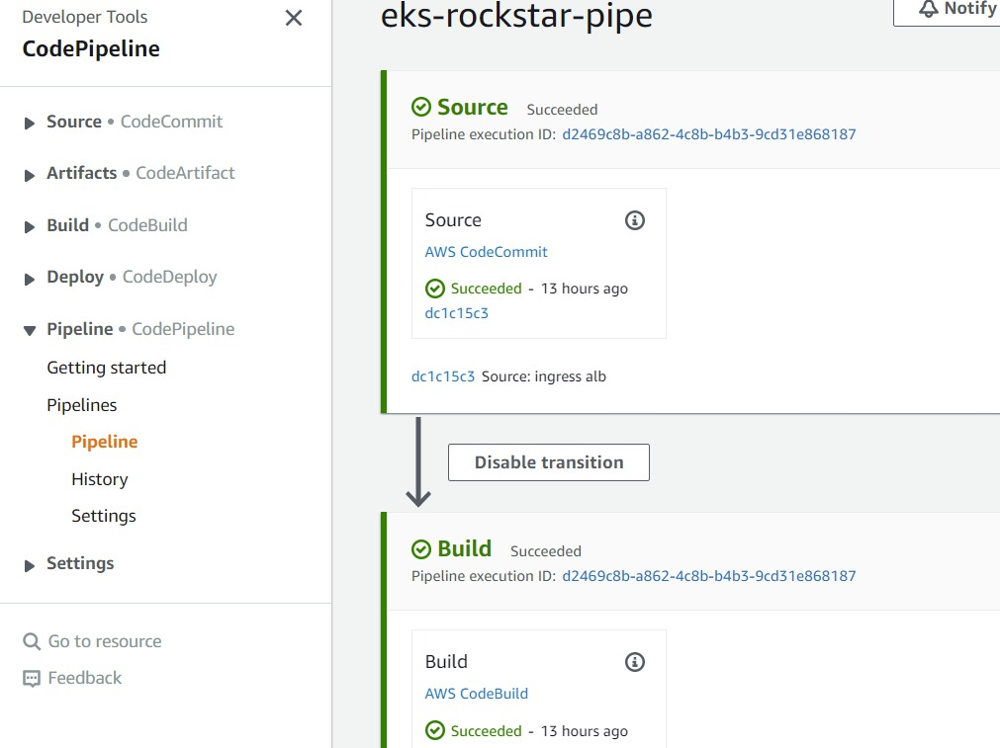 Developer Tools
CodePipeline
Source • CodeCommit
Artifacts • CodeArtifact
Build • CodeBuild
Deploy • CodeDeploy
Pipeline • CodePipeline
Getting started
Pipelines
Pipeline
History
Settings
Settings
Go to resource
Feedback
eks-rockstar-pipe
Notify
Source Succeeded
Pipeline execution ID: d2469c8b-a862-4c8b-b4b3-9cd31e868187
Source
AWS CodeCommit
Succeeded - 13 hours ago
dc1c15c3
dc1c15c3 Source: ingress alb
Disable transition
Build Succeeded
Pipeline execution ID: d2469c8b-a862-4c8b-b4b3-9cd31e868187
Build
AWS CodeBuild
Succeeded - 13 hours ago